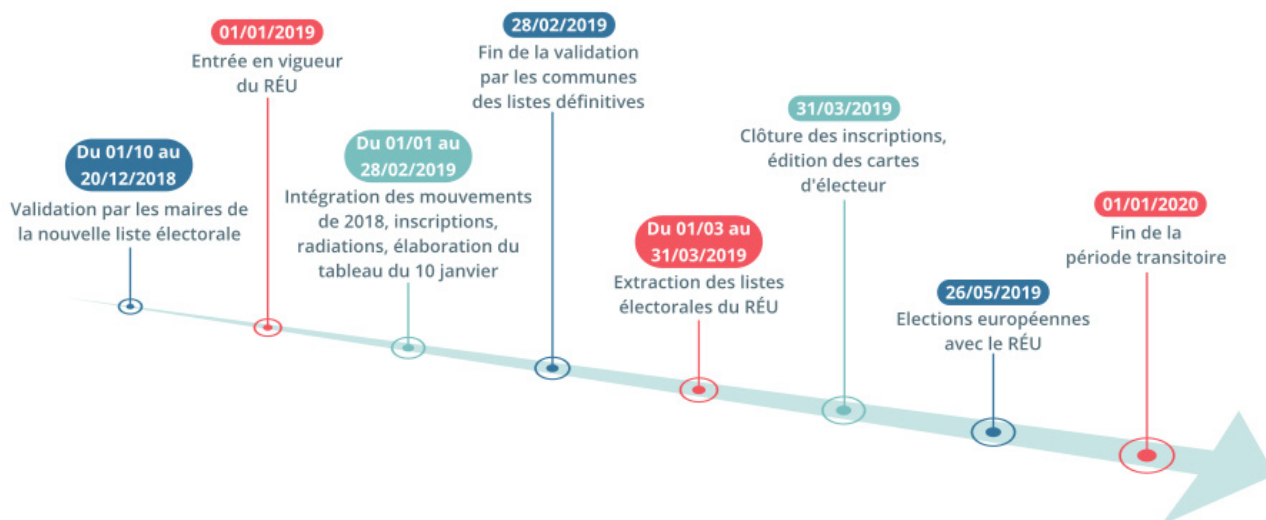 Du 01/10 au
20/12/2018
Validation par les maires de
la nouvelle liste électorale
01/01/2019
Entrée en vigueur
du RÉU
Du 01/01 au
28/02/2019
Intégration des mouvements
de 2018, inscriptions,
radiations, élaboration du
tableau du 10 janvier
28/02/2019
Fin de la validation
par les communes
des listes définitives
Du 01/03 au
31/03/2019
Extraction des listes
électorales du RÉU
31/03/2019
Clôture des inscriptions,
édition des cartes
d'électeur
26/05/2019
Elections européennes
avec le RÉU
01/01/2020
Fin de la
période transitoire